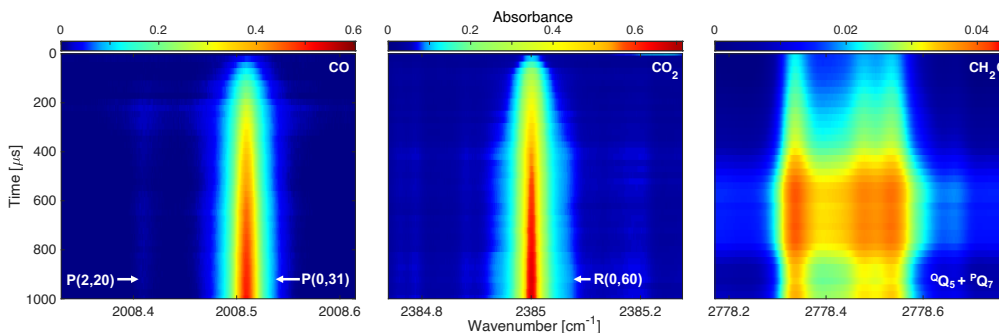 Absorbance
0 0.2 0.4 0.6
0 0.2 0.4 0.6
0 0.02 0.04
CO
CO₂
CH₂
Time [μs]
0
200
400
600
800
1000
P(2,20)
P(0,31)
R(0,60)
ᵠQ₅ + ᴾQ₇
2008.4 2008.5 2008.6
2384.8 2385 2385.2
2778.2 2778.4 2778.6
Wavenumber [cm⁻¹]